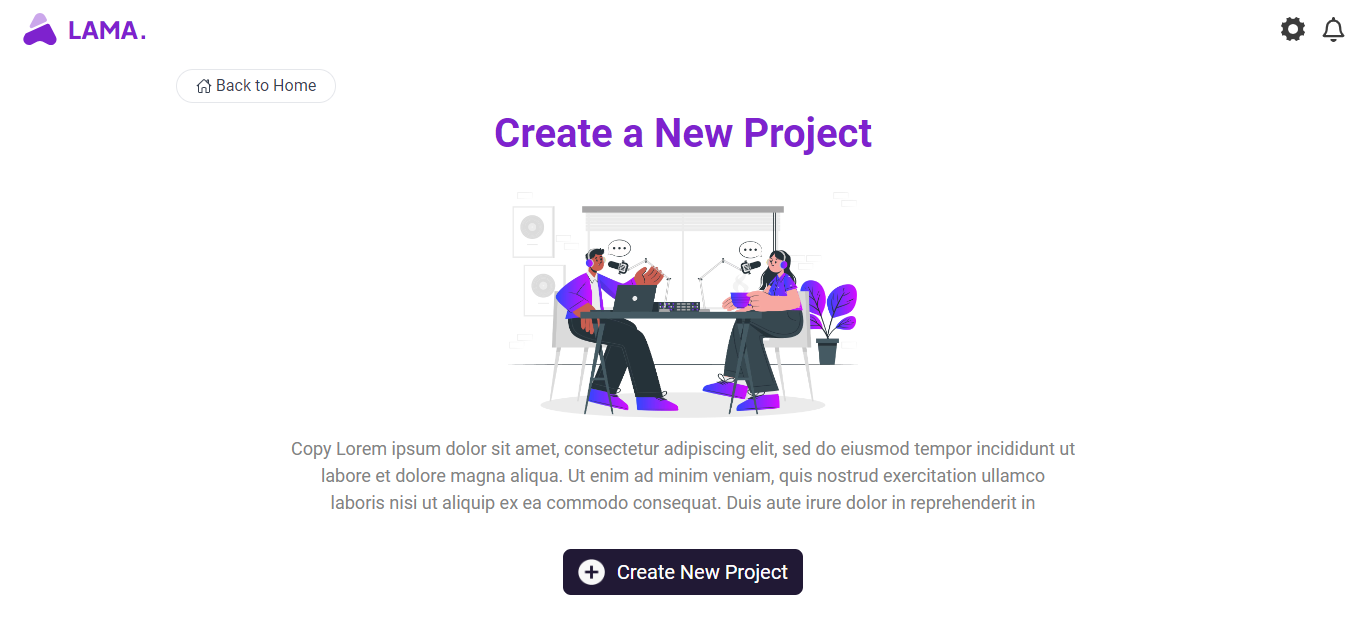 LAMA.
Back to Home
Create a New Project
Copy Lorem ipsum dolor sit amet, consectetur adipiscing elit, sed do eiusmod tempor incididunt ut
labore et dolore magna aliqua. Ut enim ad minim veniam, quis nostrud exercitation ullamco
laboris nisi ut aliquip ex ea commodo consequat. Duis aute irure dolor in reprehenderit in
Create New Project